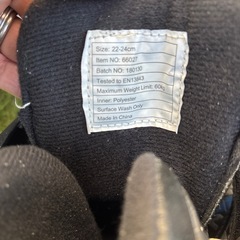 Size: 22-24cm
Item NO: 66027
Batch NO: 180110
Tested to EN13843
Maximum Weight Limit: 60kg
Inner: Polyester
Surface Wash Only
Made In China